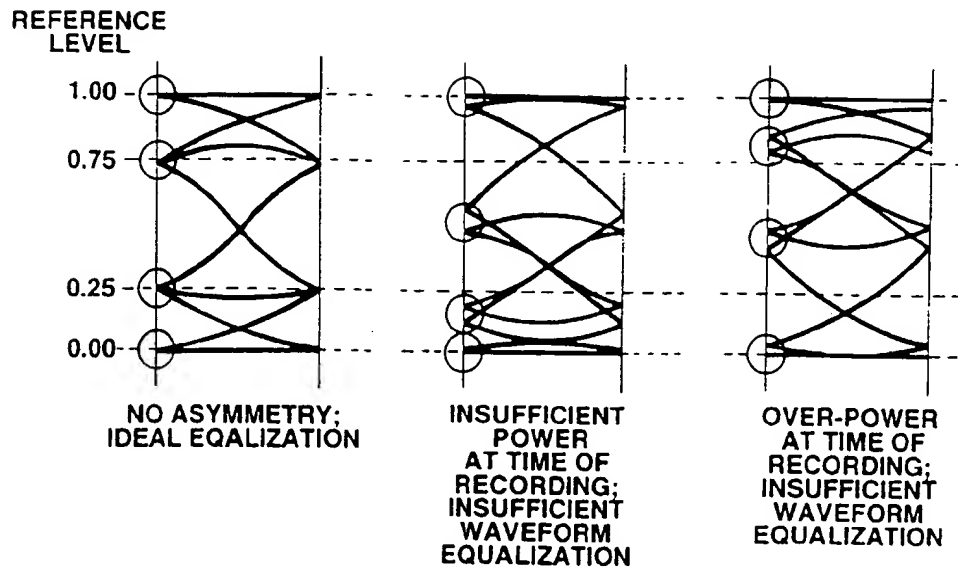 REFERENCE
LEVEL
1.00
0.75
0.25
0.00
NO ASYMMETRY;
IDEAL EQALIZATION
INSUFFICIENT
POWER
AT TIME OF
RECORDING;
INSUFFICIENT
WAVEFORM
EQUALIZATION
OVER-POWER
AT TIME OF
RECORDING;
INSUFFICIENT
WAVEFORM
EQUALIZATION